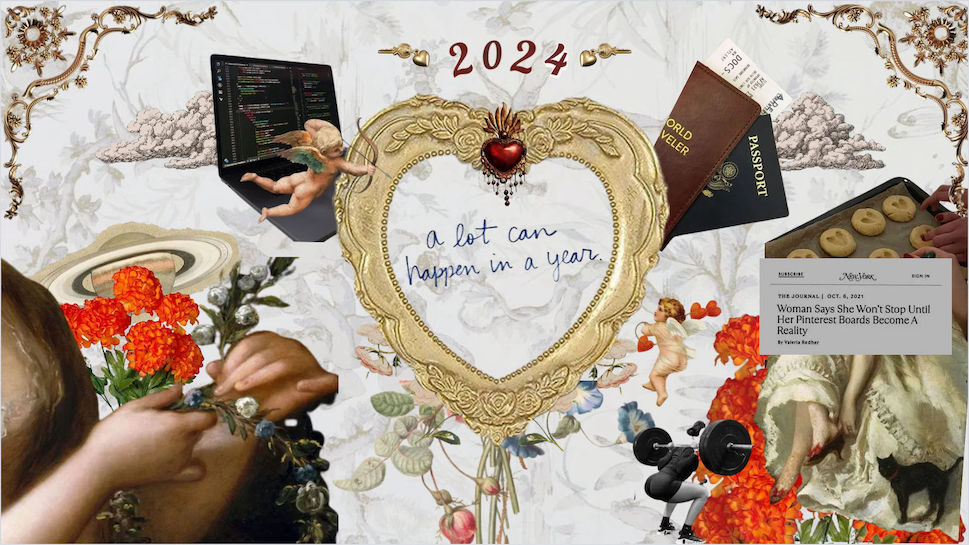 2024
a lot can
happen in a year.
ORLD
VELER
PASSPORT
SUBSCRIBE
New York
SIGN IN
THE JOURNAL | OCT. 6, 2021
Woman Says She Won't Stop Until
Her Pinterest Boards Become A
Reality
By Valeria Redher